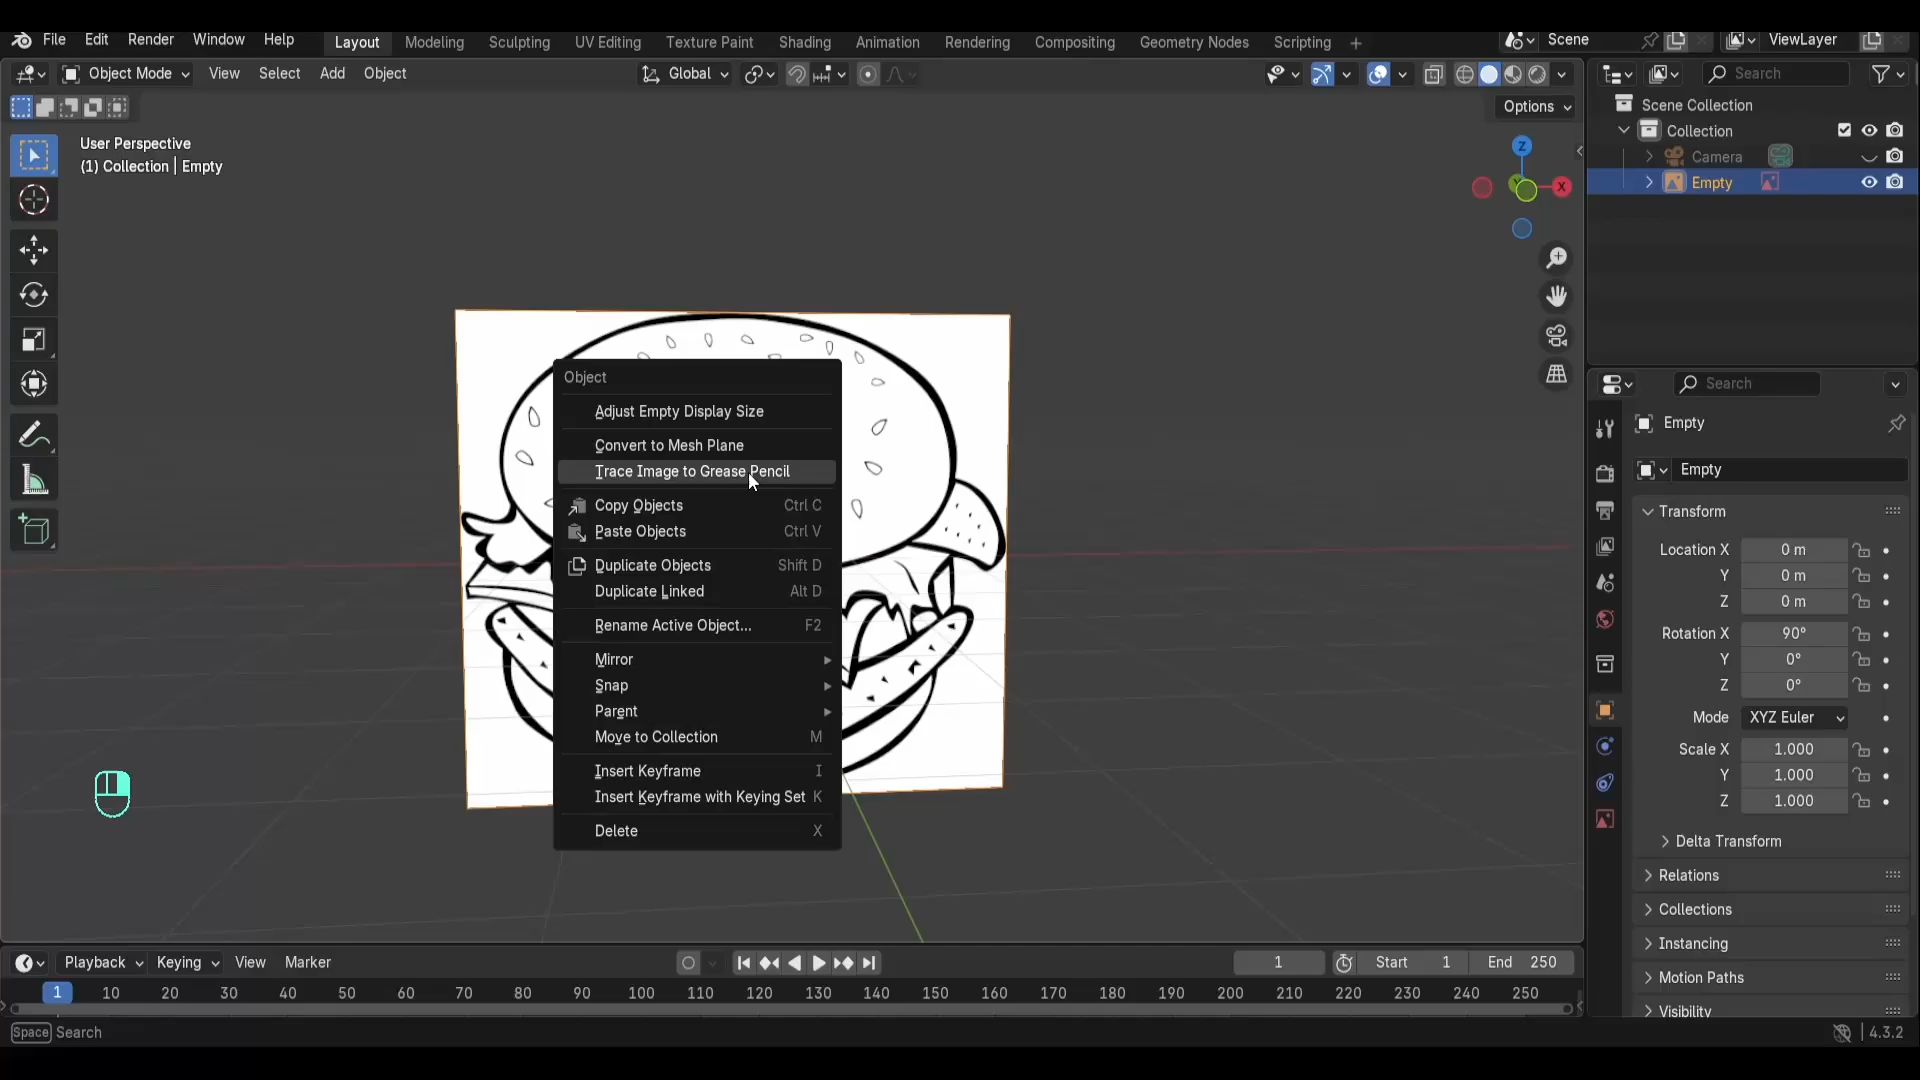 File Edit Render Window Help Layout Modeling Sculpting UV Editing Texture Paint Shading Animation Rendering Compositing Geometry Nodes Scripting + Scene ViewLayer
Object Mode View Select Add Object Global Search
Options
User Perspective
(1) Collection | Empty
Z
X
Scene Collection
Collection
Camera
Empty
Object
Adjust Empty Display Size
Convert to Mesh Plane
Trace Image to Grease Pencil
Copy Objects Ctrl C
Paste Objects Ctrl V
Duplicate Objects Shift D
Duplicate Linked Alt D
Rename Active Object... F2
Mirror
Snap
Parent
Move to Collection M
Insert Keyframe I
Insert Keyframe with Keying Set K
Delete X
Search
Empty
Empty
Transform
Location X 0 m
Y 0 m
Z 0 m
Rotation X 90°
Y 0°
Z 0°
Mode XYZ Euler
Scale X 1.000
Y 1.000
Z 1.000
Delta Transform
Relations
Collections
Instancing
Motion Paths
Visibility
Playback Keying View Marker 1 Start 1 End 250
1 10 20 30 40 50 60 70 80 90 100 110 120 130 140 150 160 170 180 190 200 210 220 230 240 250
Space Search 4.3.2